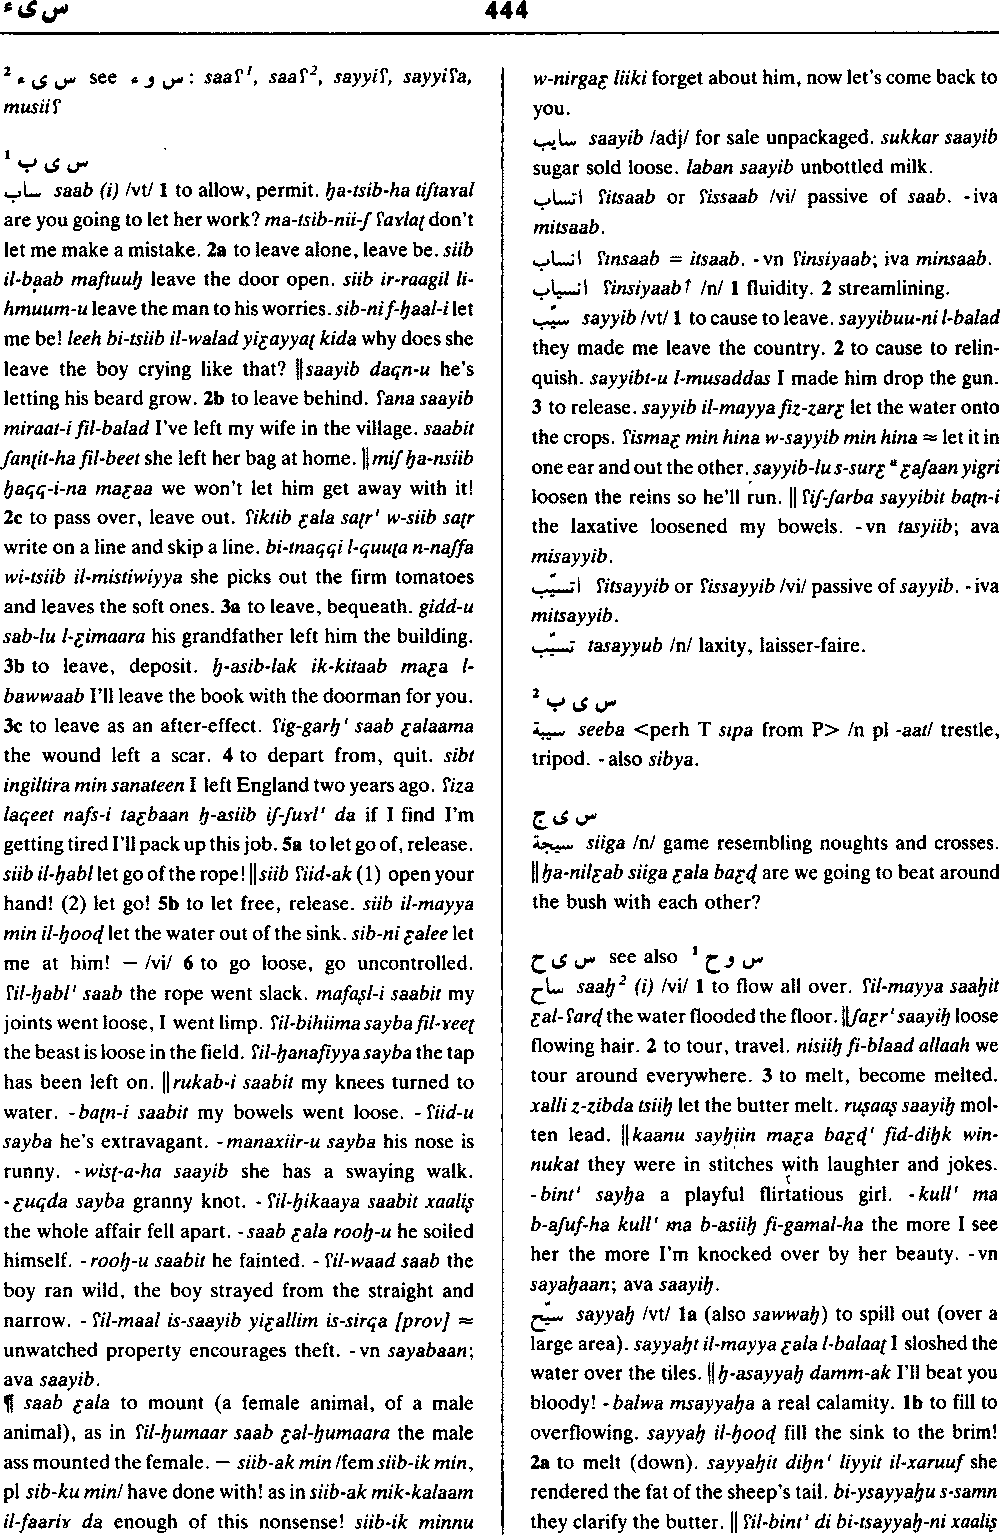 س ی ء
444
² س ی ء see س و ء : saaʕ¹, saaʕ², sayyiʕ, sayyiʕa,
musiiʕ
س ی ب ¹
ساب saab (i) /vt/ 1 to allow, permit. ḥa-tsib-ha tiftaɣal
are you going to let her work? ma-tsib-nii-ʃ ʕaɣlaṭ don't
let me make a mistake. 2a to leave alone, leave be. siib
il-ḅaab maftuuḥ leave the door open. siib ir-raagil li-
hmuum-u leave the man to his worries. sib-ni f-ḥaal-i let
me be! leeh bi-tsiib il-walad yiƹayyaṭ kida why does she
leave the boy crying like that? ‖saayib daqn-u he's
letting his beard grow. 2b to leave behind. ʕana saayib
miraat-i fil-balad I've left my wife in the village. saabit
ʃanṭit-ha fil-beet she left her bag at home. ‖miʃ ḥa-nsiib
ḥaqq-i-na maƹaa we won't let him get away with it!
2c to pass over, leave out. ʕiktib ƹala saṭr' w-siib saṭr
write on a line and skip a line. bi-tnaqqi l-quuṭa n-naʃfa
wi-tsiib il-mistiwiyya she picks out the firm tomatoes
and leaves the soft ones. 3a to leave, bequeath. gidd-u
sab-lu l-ƹimaara his grandfather left him the building.
3b to leave, deposit. ḥ-asib-lak ik-kitaab maƹa l-
bawwaab I'll leave the book with the doorman for you.
3c to leave as an after-effect. ʕig-garḥ' saab ƹalaama
the wound left a scar. 4 to depart from, quit. sibt
ingiltira min sanateen I left England two years ago. ʕiza
laqeet nafs-i taƹbaan ḥ-asiib iʃ-ʃuɣl' da if I find I'm
getting tired I'll pack up this job. 5a to let go of, release.
siib il-ḥabl let go of the rope! ‖siib ʕiid-ak (1) open your
hand! (2) let go! 5b to let free, release. siib il-mayya
min il-ḥooḍ let the water out of the sink. sib-ni ƹalee let
me at him! — /vi/ 6 to go loose, go uncontrolled.
ʕil-ḥabl' saab the rope went slack. mafaṣl-i saabit my
joints went loose, I went limp. ʕil-bihiima sayba fil-ɣeeṭ
the beast is loose in the field. ʕil-ḥanafiyya sayba the tap
has been left on. ‖rukab-i saabit my knees turned to
water. -baṭn-i saabit my bowels went loose. -ʕiid-u
sayba he's extravagant. -manaxiir-u sayba his nose is
runny. -wisṭ-a-ha saayib she has a swaying walk.
-ƹuqda sayba granny knot. -ʕil-ḥikaaya saabit xaaliṣ
the whole affair fell apart. -saab ƹala rooḥ-u he soiled
himself. -rooḥ-u saabit he fainted. -ʕil-waad saab the
boy ran wild, the boy strayed from the straight and
narrow. -ʕil-maal is-saayib yiƹallim is-sirqa [prov] ≈
unwatched property encourages theft. -vn sayabaan;
ava saayib.
¶ saab ƹala to mount (a female animal, of a male
animal), as in ʕil-ḥumaar saab ƹal-ḥumaara the male
ass mounted the female. — siib-ak min /fem siib-ik min,
pl sib-ku min/ have done with! as in siib-ak mik-kalaam
il-faariɣ da enough of this nonsense! siib-ik minnu
w-nirgaƹ liiki forget about him, now let's come back to
you.
سايب saayib /adj/ for sale unpackaged. sukkar saayib
sugar sold loose. laban saayib unbottled milk.
اتساب ʕitsaab or ʕissaab /vi/ passive of saab. -iva
mitsaab.
انساب ʕinsaab = itsaab. -vn ʕinsiyaab; iva minsaab.
انسياب ʕinsiyaab↑ /n/ 1 fluidity. 2 streamlining.
سيّب sayyib /vt/ 1 to cause to leave. sayyibuu-ni l-balad
they made me leave the country. 2 to cause to relin-
quish. sayyibt-u l-musaddas I made him drop the gun.
3 to release. sayyib il-mayya fiz-zarƹ let the water onto
the crops. ʕismaƹ min hina w-sayyib min hina ≈ let it in
one ear and out the other. sayyib-lu s-surƹᵃ ƹaʃaan yigri
loosen the reins so he'll run. ‖ʕiʃ-ʃarba sayyibit baṭn-i
the laxative loosened my bowels. -vn tasyiib; ava
misayyib.
اتسيّب ʕitsayyib or ʕissayyib /vi/ passive of sayyib. -iva
mitsayyib.
تسيّب tasayyub /n/ laxity, laisser-faire.
س ی ب ²
سيبة seeba <perh T sıpa from P> /n pl -aat/ trestle,
tripod. -also sibya.
س ی ج
سيجة siiga /n/ game resembling noughts and crosses.
‖ḥa-nilƹab siiga ƹala baƹḍ are we going to beat around
the bush with each other?
س ی ح see also س و ح ¹
ساح saaḥ² (i) /vi/ 1 to flow all over. ʕil-mayya saaḥit
ƹal-ʕarḍ the water flooded the floor. ‖ʃaƹr' saayiḥ loose
flowing hair. 2 to tour, travel. nisiiḥ fi-blaad allaah we
tour around everywhere. 3 to melt, become melted.
xalli z-zibda tsiiḥ let the butter melt. ruṣaaṣ saayiḥ mol-
ten lead. ‖kaanu sayḥiin maƹa baƹḍ' fid-diḥk win-
nukat they were in stitches with laughter and jokes.
-bint' sayḥa a playful flirtatious girl. -kull' ma
b-aʃuf-ha kull' ma b-asiiḥ fi-gamal-ha the more I see
her the more I'm knocked over by her beauty. -vn
sayaḥaan; ava saayiḥ.
سيّح sayyaḥ /vt/ 1a (also sawwaḥ) to spill out (over a
large area). sayyaḥt il-mayya ƹala l-balaaṭ I sloshed the
water over the tiles. ‖ḥ-asayyaḥ damm-ak I'll beat you
bloody! -balwa msayyaḥa a real calamity. 1b to fill to
overflowing. sayyaḥ il-ḥooḍ fill the sink to the brim!
2a to melt (down). sayyaḥit dihn' liyyit il-xaruuf she
rendered the fat of the sheep's tail. bi-ysayyaḥu s-samn
they clarify the butter. ‖ʕil-bint' di bi-tsayyaḥ-ni xaaliṣ